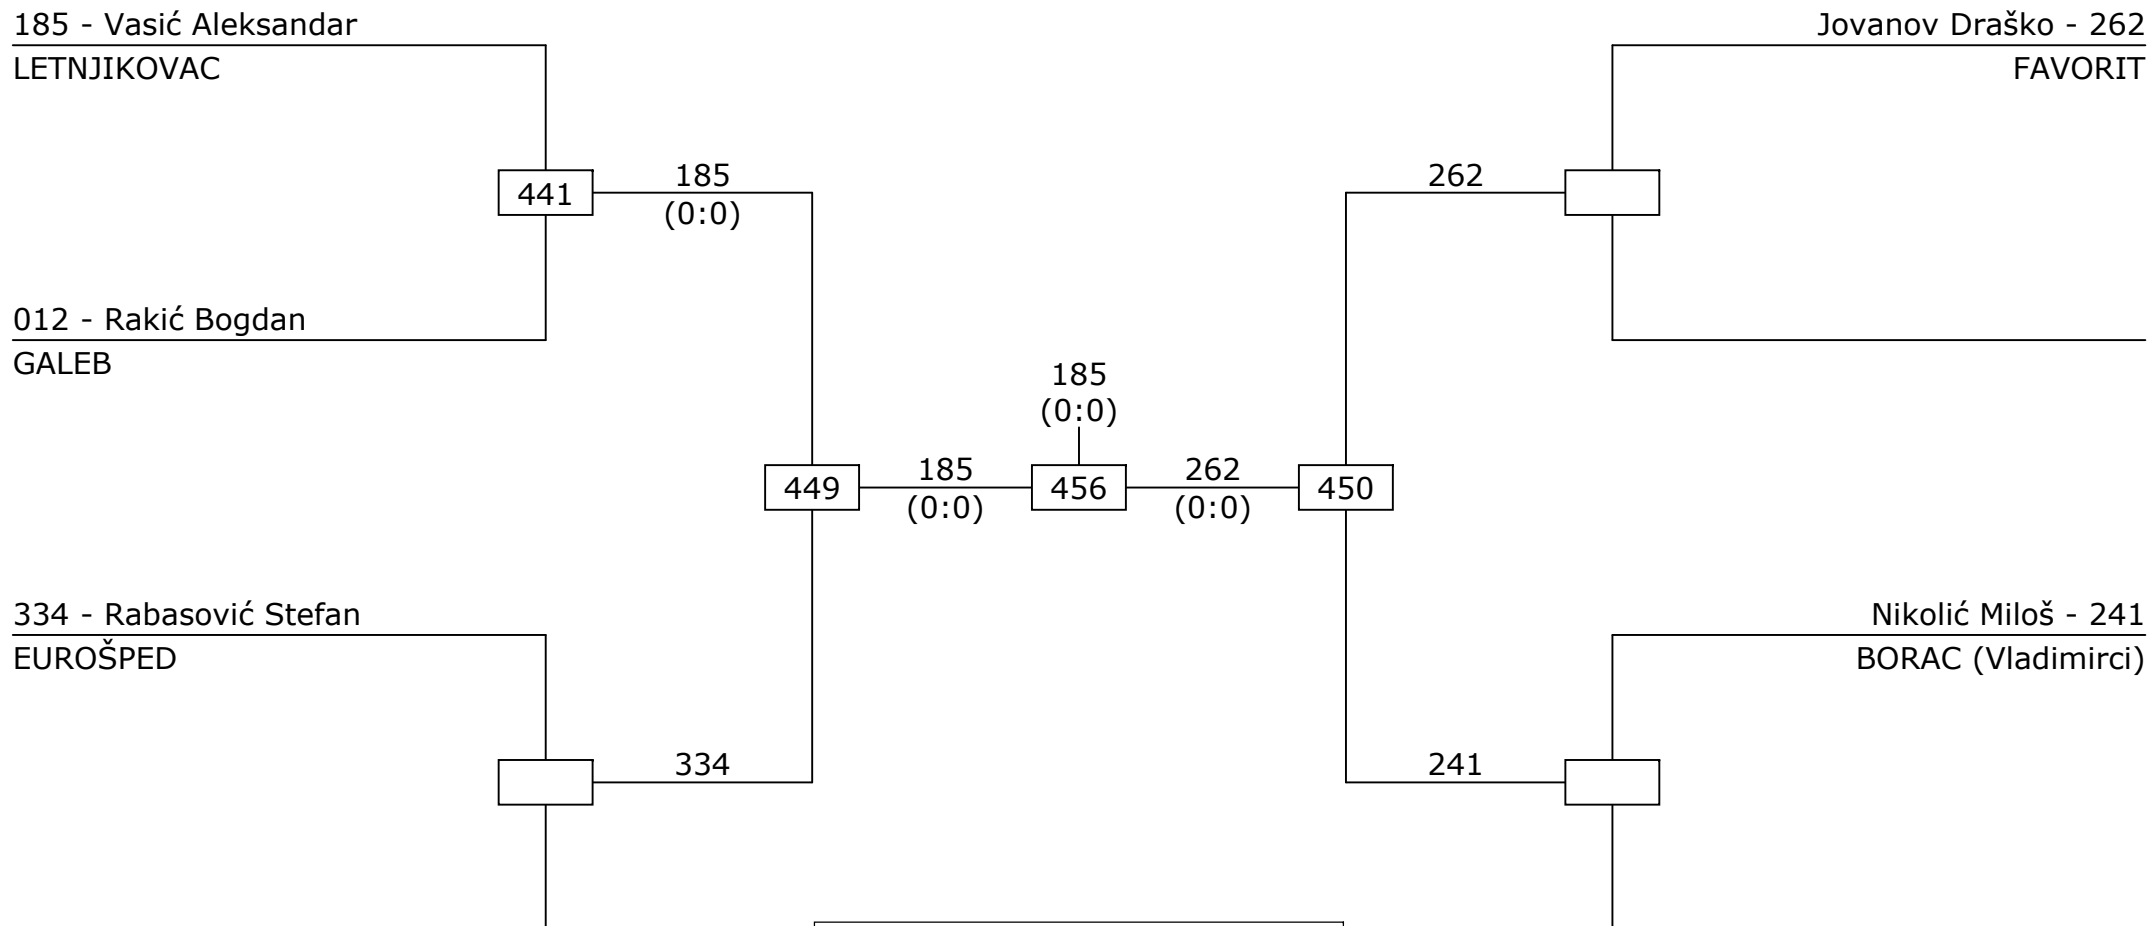 185 - Vasić Aleksandar
LETNJIKOVAC
Jovanov Draško - 262
FAVORIT
441
185
(0:0)
262
012 - Rakić Bogdan
GALEB
185
(0:0)
449
185
(0:0)
456
262
(0:0)
450
334 - Rabasović Stefan
EUROŠPED
Nikolić Miloš - 241
BORAC (Vladimirci)
334
241